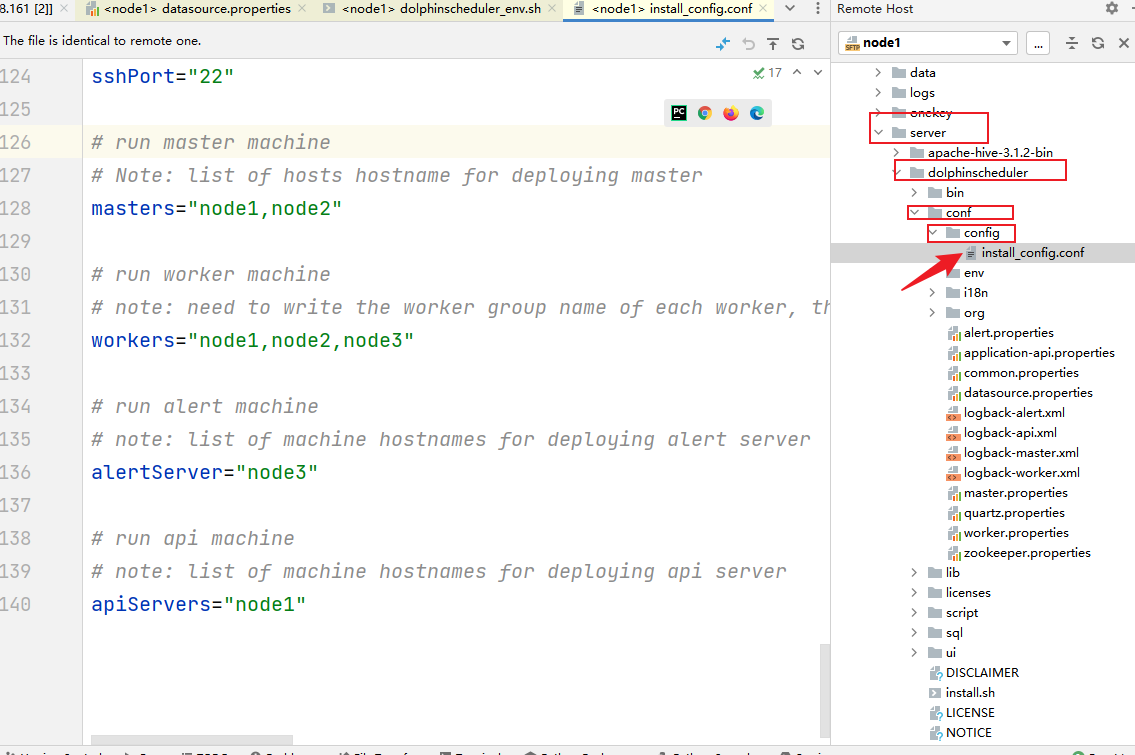 8.161 [2]]
<node1> datasource.properties
<node1> dolphinscheduler_env.sh
<node1> install_config.conf
Remote Host
The file is identical to remote one.
SFTP node1
...
17
124 sshPort="22"
125
126 # run master machine
127 # Note: list of hosts hostname for deploying master
128 masters="node1,node2"
129
130 # run worker machine
131 # note: need to write the worker group name of each worker, th
132 workers="node1,node2,node3"
133
134 # run alert machine
135 # note: list of machine hostnames for deploying alert server
136 alertServer="node3"
137
138 # run api machine
139 # note: list of machine hostnames for deploying api server
140 apiServers="node1"
PC
data
logs
onekey
server
apache-hive-3.1.2-bin
dolphinscheduler
bin
conf
config
install_config.conf
env
i18n
org
alert.properties
application-api.properties
common.properties
datasource.properties
logback-alert.xml
logback-api.xml
logback-master.xml
logback-worker.xml
master.properties
quartz.properties
worker.properties
zookeeper.properties
lib
licenses
script
sql
ui
DISCLAIMER
install.sh
LICENSE
NOTICE